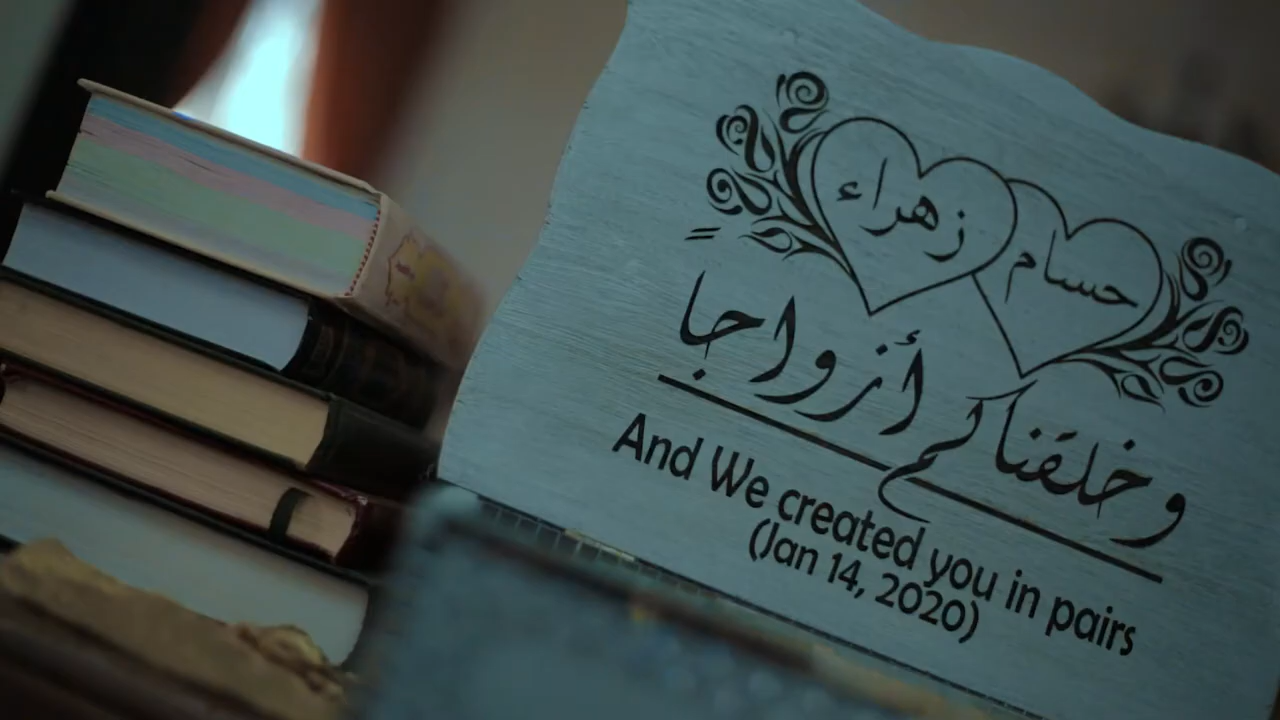 حسام
زهراء
وخلقناكم أزواجا
And We created you in pairs
(Jan 14, 2020)